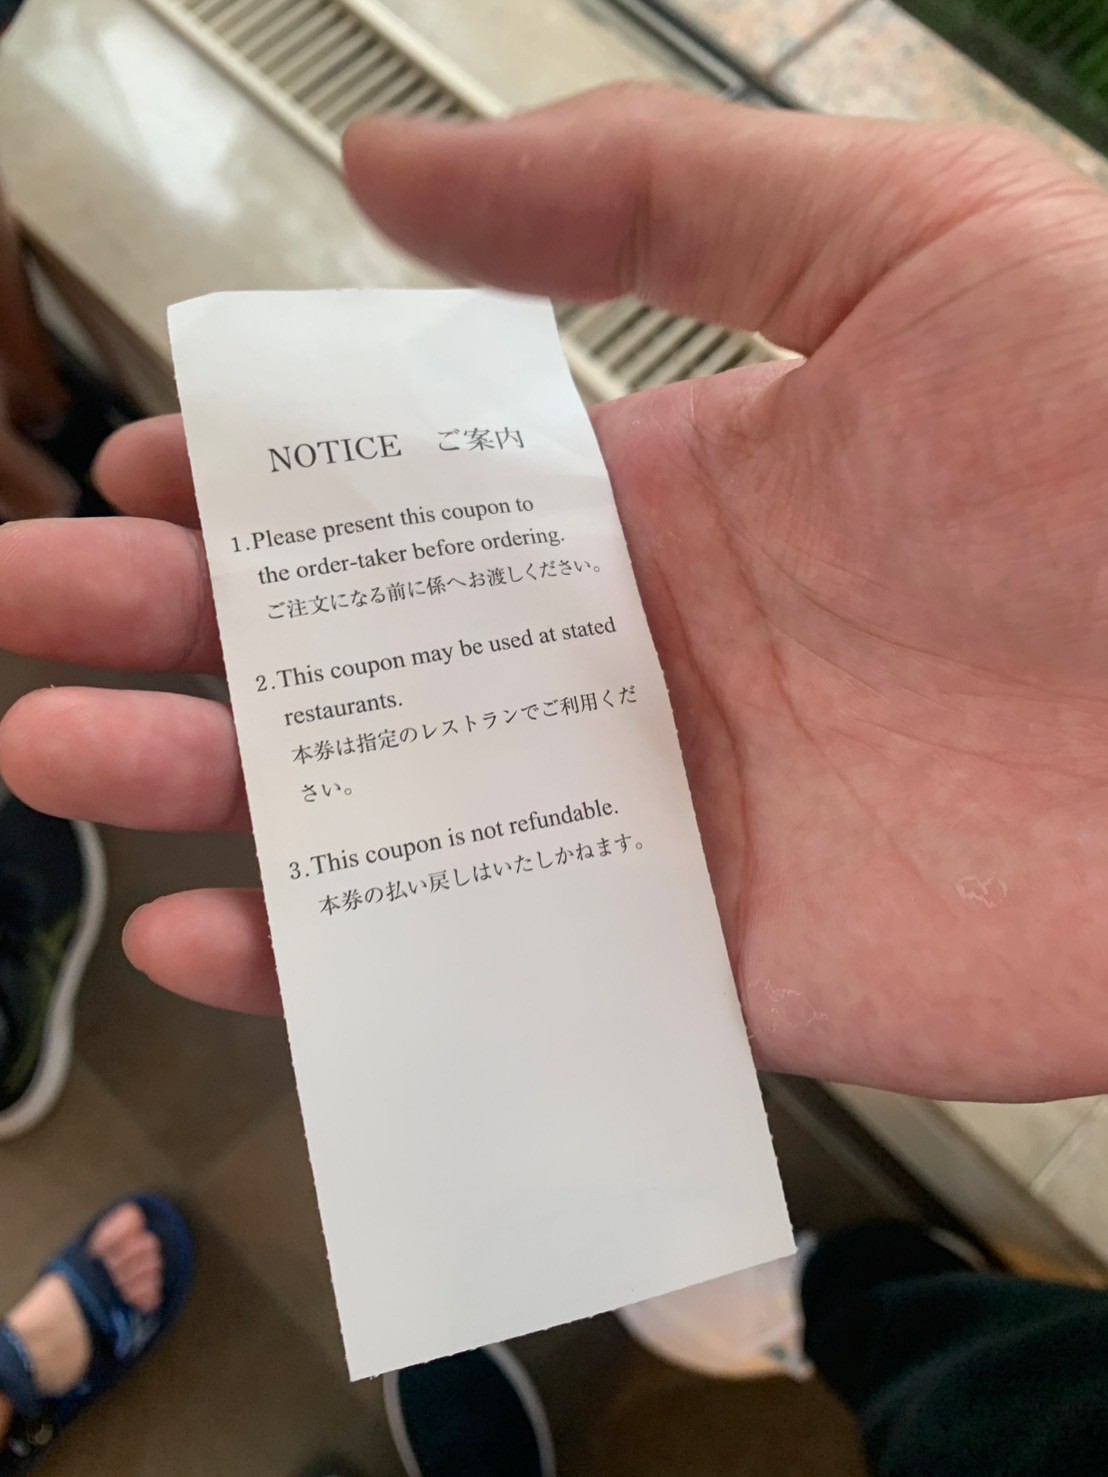 NOTICE ご案内
1.Please present this coupon to
the order-taker before ordering.
ご注文になる前に係へお渡しください。
2.This coupon may be used at stated
restaurants.
本券は指定のレストランでご利用くだ
さい。
3.This coupon is not refundable.
本券の払い戻しはいたしかねます。